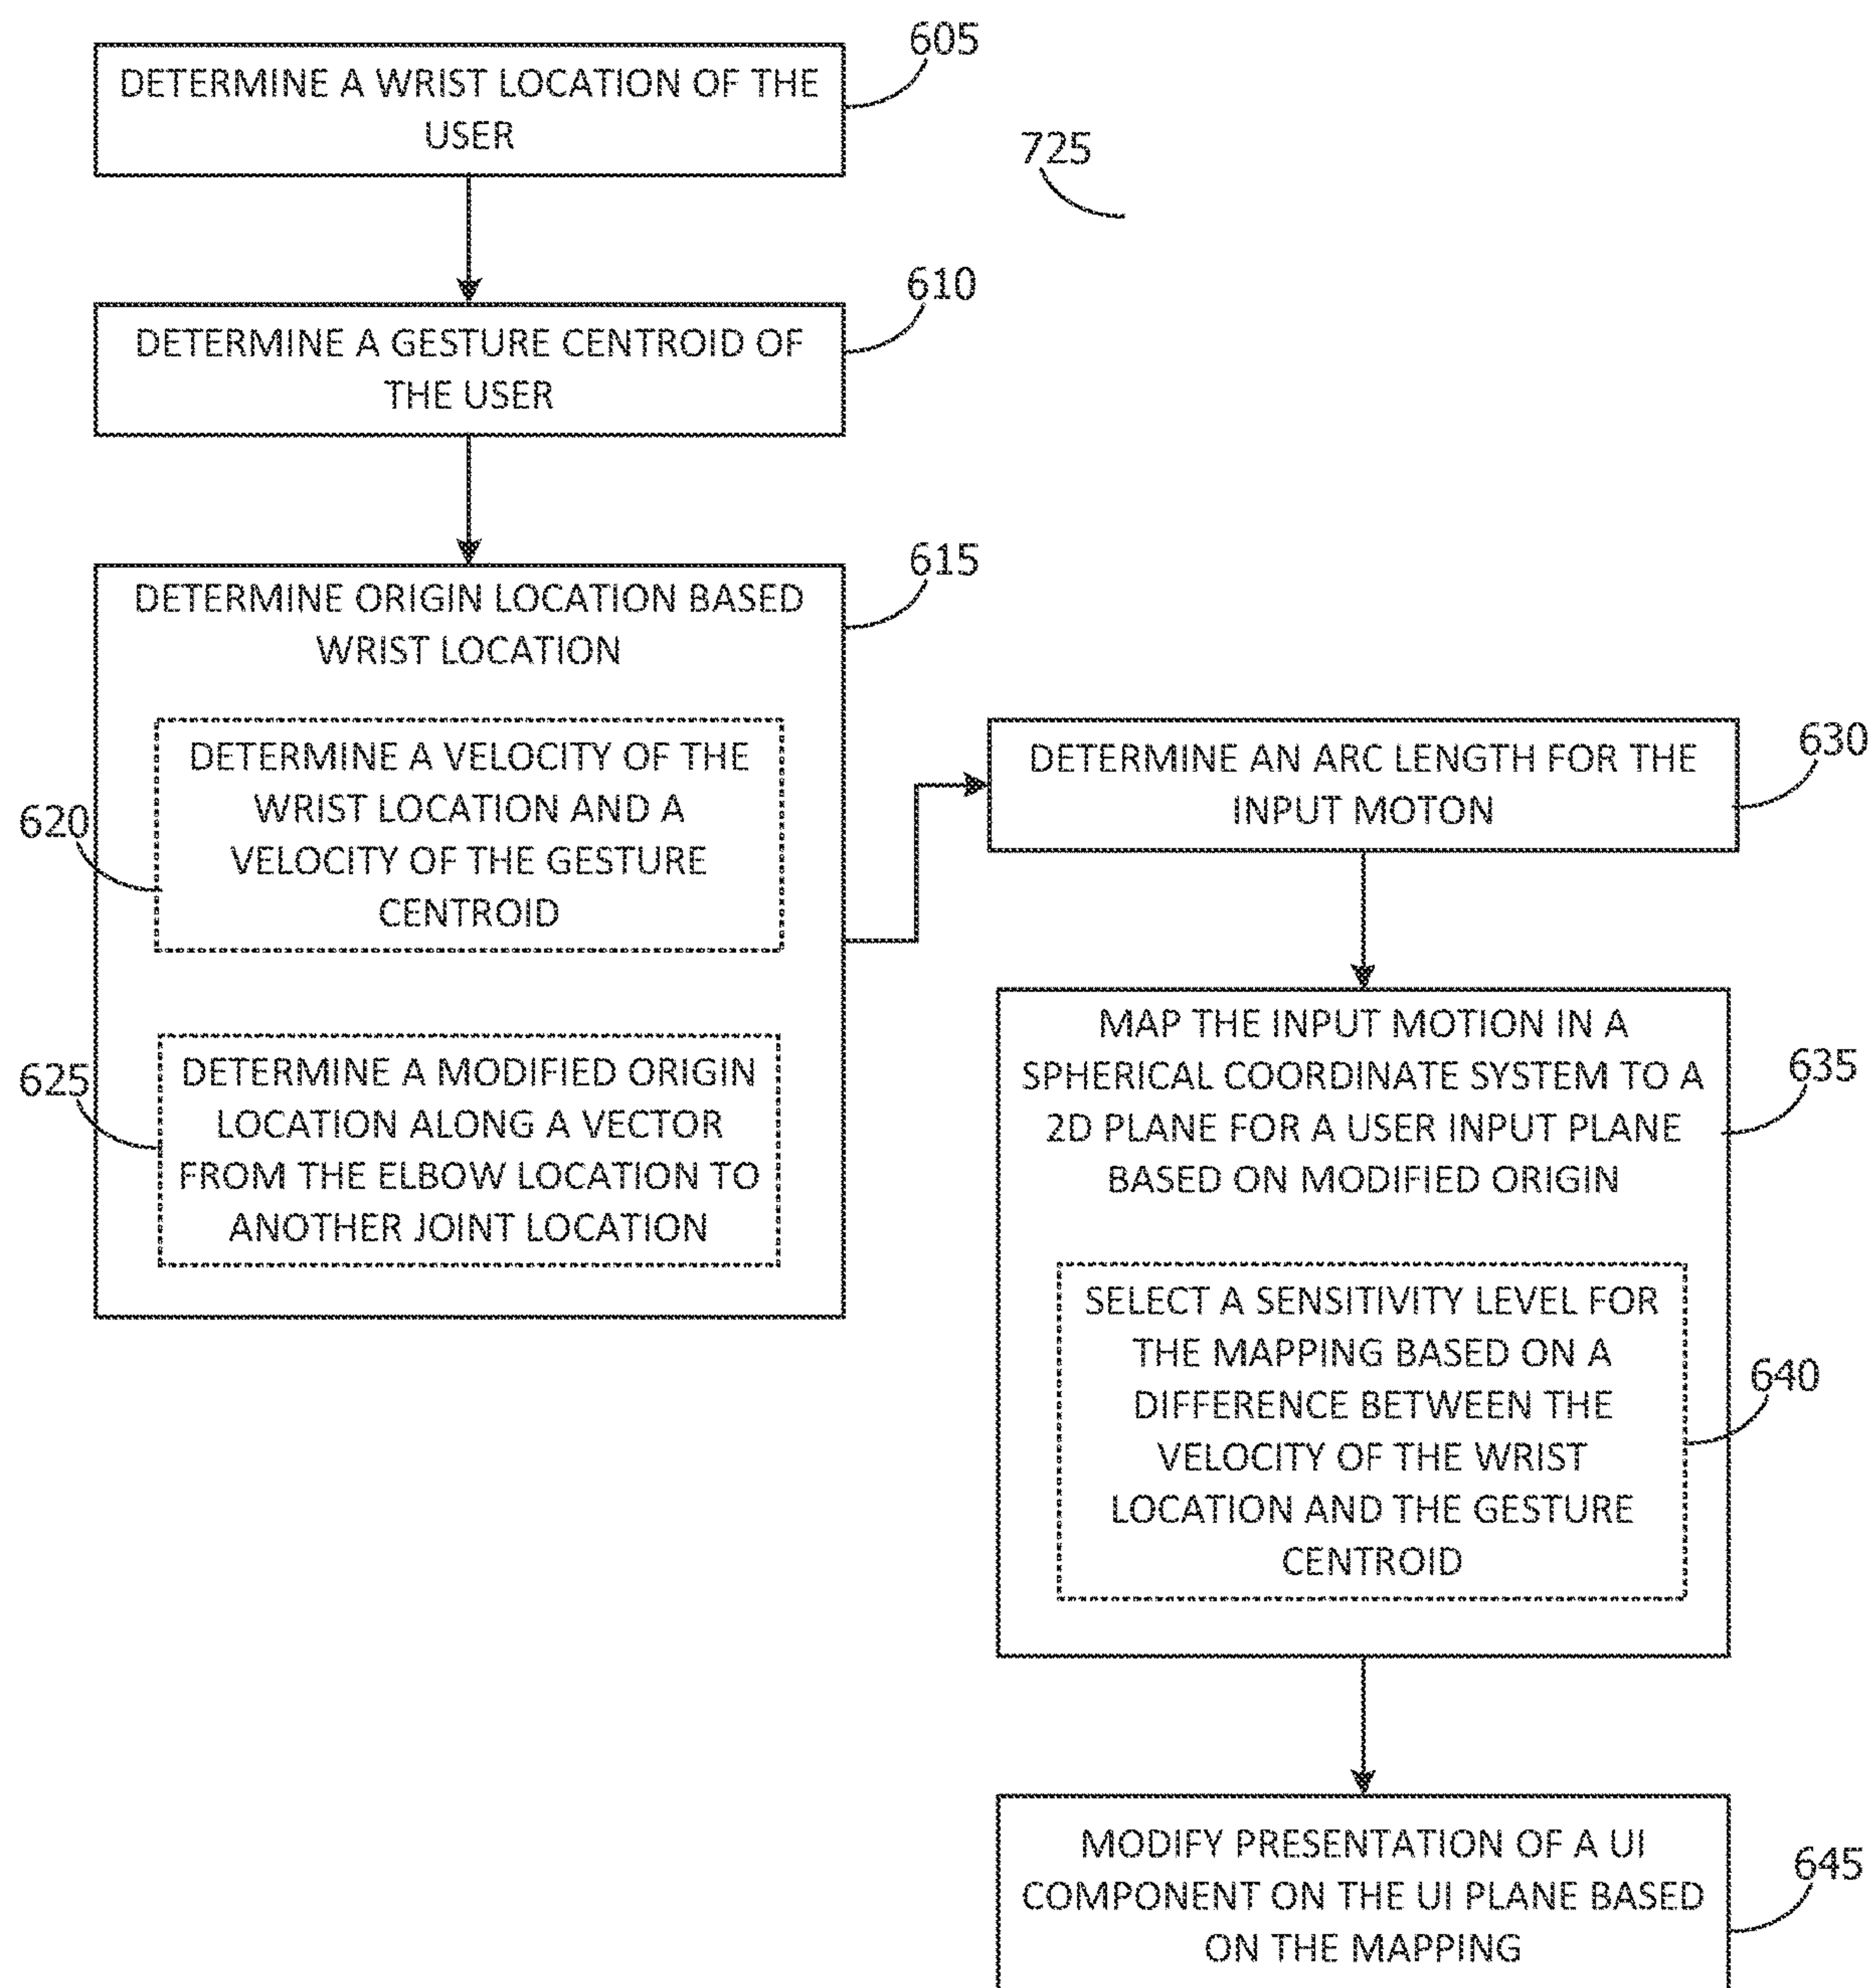 605
DETERMINE A WRIST LOCATION OF THE
USER
725
610
DETERMINE A GESTURE CENTROID OF
THE USER
615
DETERMINE ORIGIN LOCATION BASED
WRIST LOCATION
620
DETERMINE A VELOCITY OF THE
WRIST LOCATION AND A
VELOCITY OF THE GESTURE
CENTROID
625
DETERMINE A MODIFIED ORIGIN
LOCATION ALONG A VECTOR
FROM THE ELBOW LOCATION TO
ANOTHER JOINT LOCATION
630
DETERMINE AN ARC LENGTH FOR THE
INPUT MOTON
635
MAP THE INPUT MOTION IN A
SPHERICAL COORDINATE SYSTEM TO A
2D PLANE FOR A USER INPUT PLANE
BASED ON MODIFIED ORIGIN
640
SELECT A SENSITIVITY LEVEL FOR
THE MAPPING BASED ON A
DIFFERENCE BETWEEN THE
VELOCITY OF THE WRIST
LOCATION AND THE GESTURE
CENTROID
645
MODIFY PRESENTATION OF A UI
COMPONENT ON THE UI PLANE BASED
ON THE MAPPING